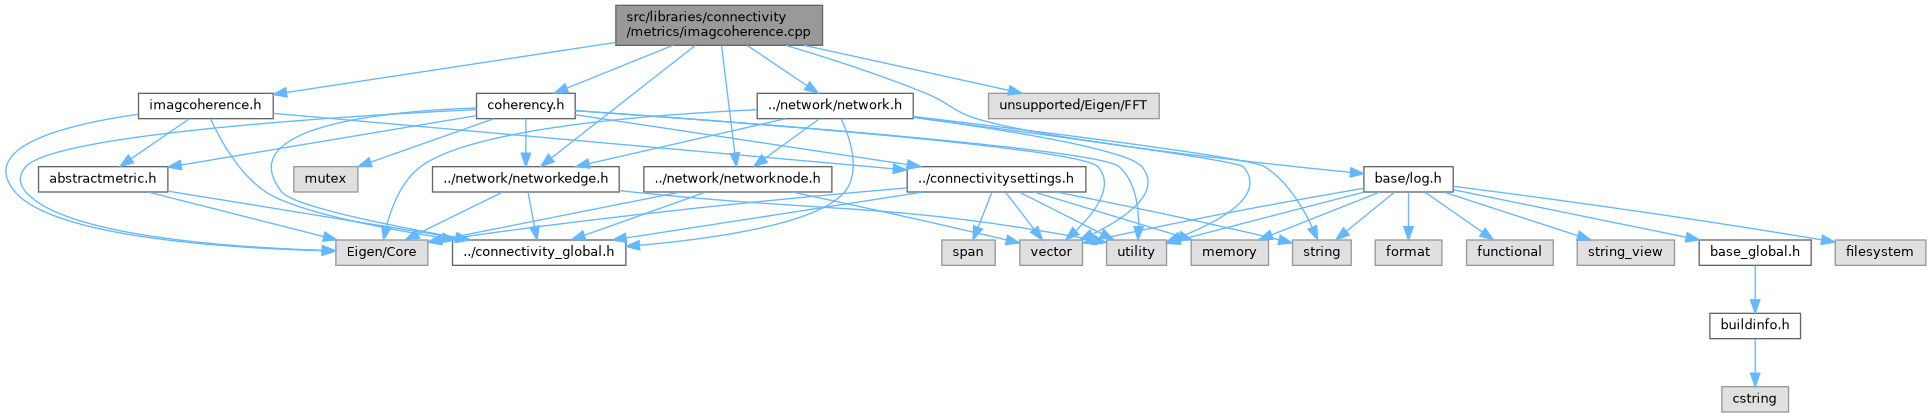 src/libraries/connectivity
/metrics/imagcoherence.cpp
imagcoherence.h
coherency.h
../network/network.h
unsupported/Eigen/FFT
abstractmetric.h
mutex
../network/networkedge.h
../network/networknode.h
../connectivitysettings.h
base/log.h
Eigen/Core
../connectivity_global.h
span
vector
utility
memory
string
format
functional
string_view
base_global.h
filesystem
buildinfo.h
cstring